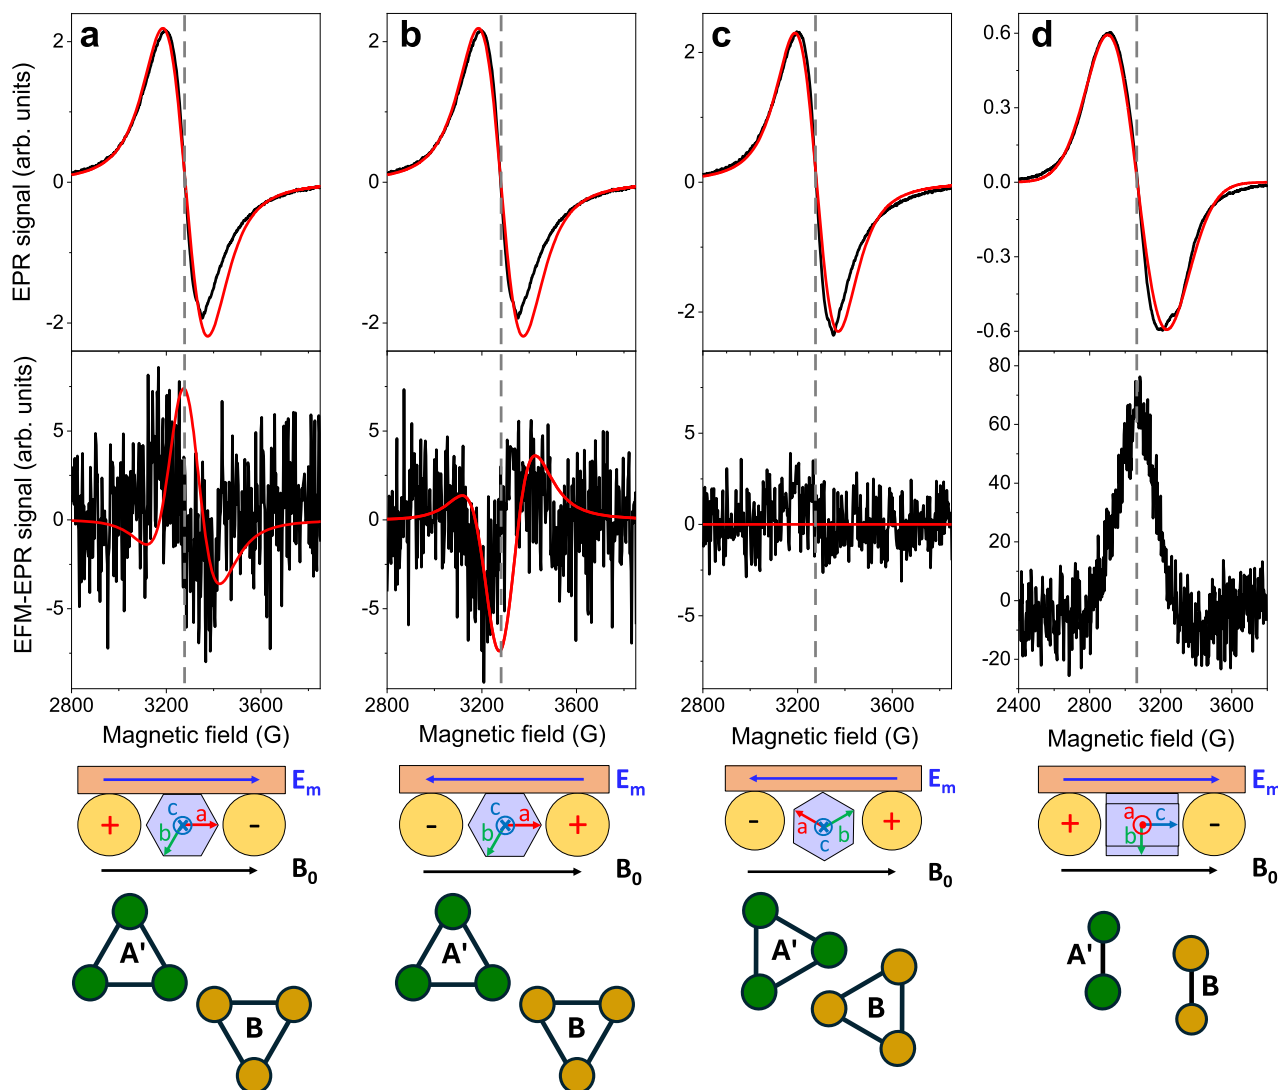 a b c d
EPR signal (arb. units)
2
0
-2
2
0
-2
2
0
-2
0.6
0.3
0.0
-0.3
-0.6
EFM-EPR signal (arb. units)
5
0
-5
5
0
-5
5
0
-5
80
60
40
20
0
-20
2800 3200 3600
2800 3200 3600
2800 3200 3600
2400 2800 3200 3600
Magnetic field (G)
Magnetic field (G)
Magnetic field (G)
Magnetic field (G)
Em
+ c a b -
B0
Em
- c a b +
B0
Em
- a b c +
B0
Em
+ a c b -
B0
A'
B
A'
B
A'
B
A'
B